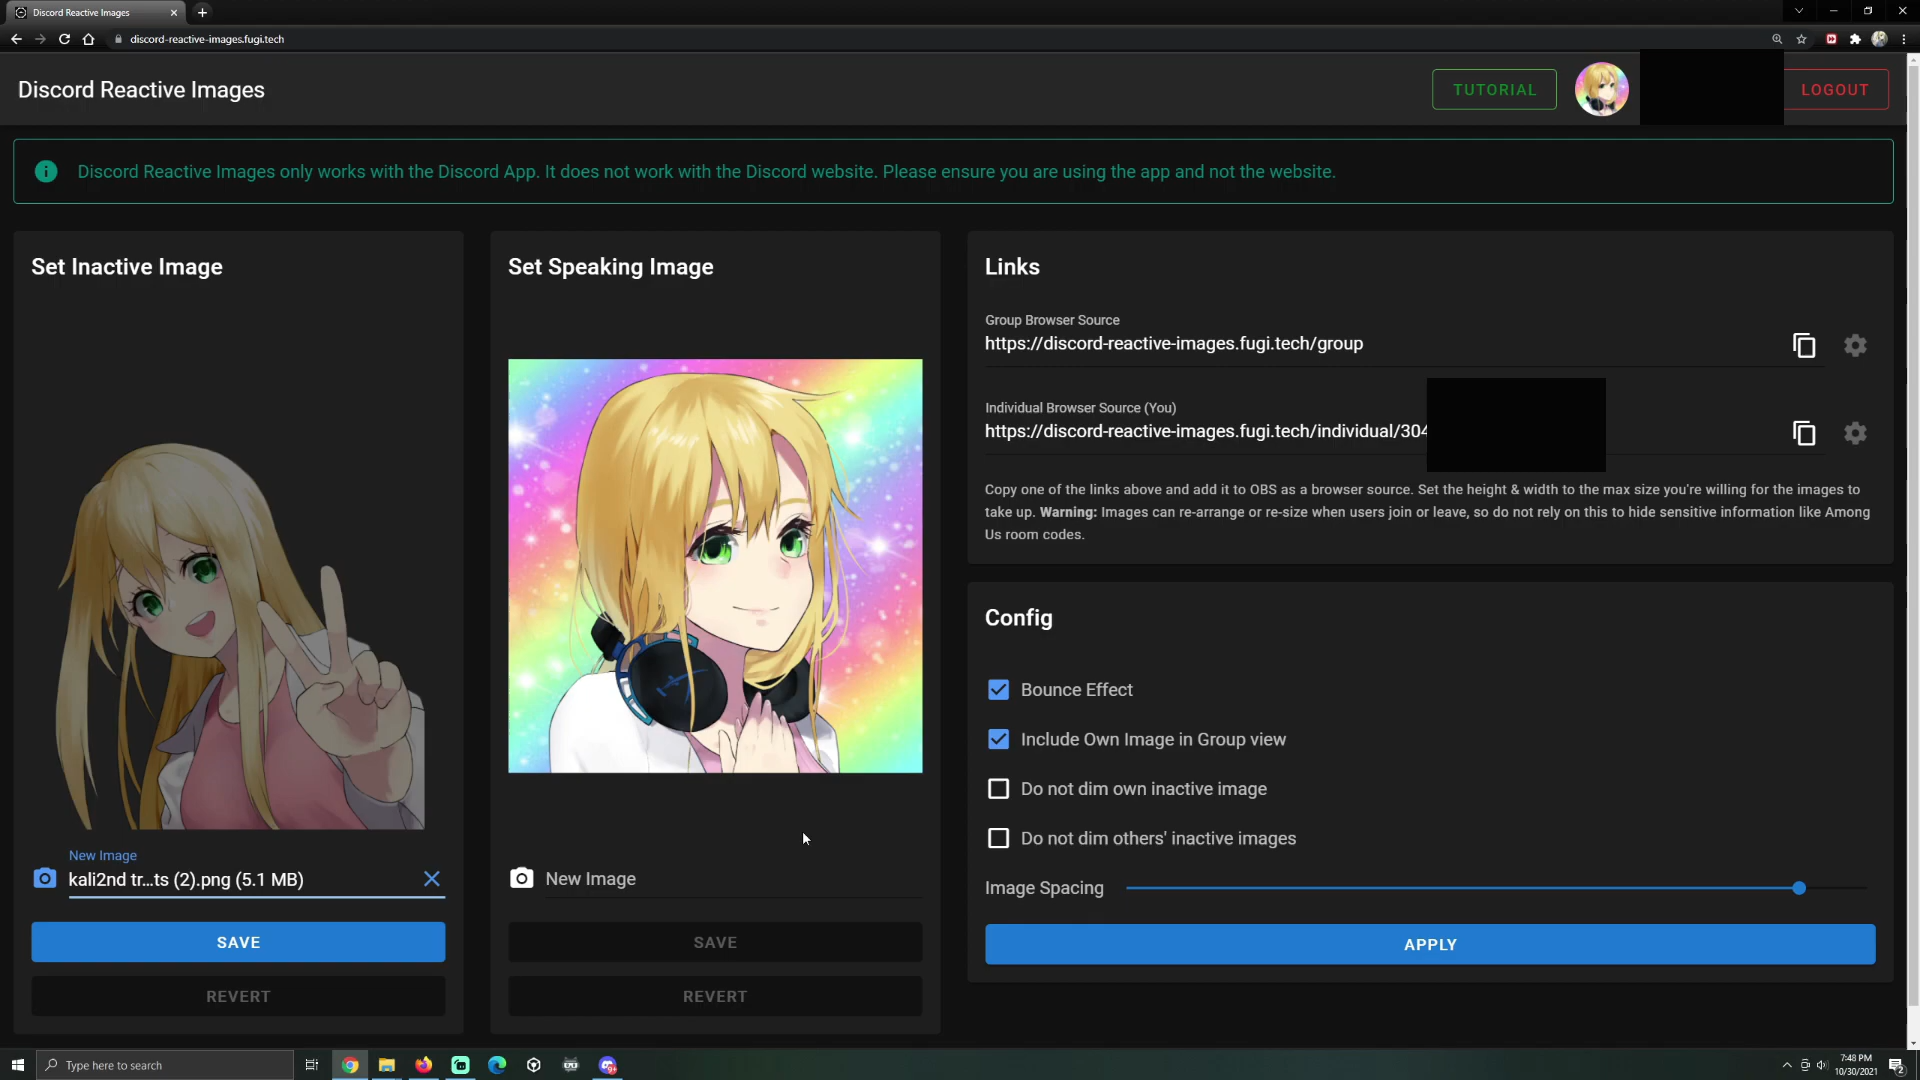 Discord Reactive Images
discord-reactive-images.fugi.tech
Discord Reactive Images
TUTORIAL
LOGOUT
Discord Reactive Images only works with the Discord App. It does not work with the Discord website. Please ensure you are using the app and not the website.
Set Inactive Image
New Image
kali2nd tr...ts (2).png (5.1 MB)
SAVE
REVERT
Set Speaking Image
New Image
SAVE
REVERT
Links
Group Browser Source
https://discord-reactive-images.fugi.tech/group
Individual Browser Source (You)
https://discord-reactive-images.fugi.tech/individual/304
Copy one of the links above and add it to OBS as a browser source. Set the height & width to the max size you're willing for the images to
take up. Warning: Images can re-arrange or re-size when users join or leave, so do not rely on this to hide sensitive information like Among
Us room codes.
Config
Bounce Effect
Include Own Image in Group view
Do not dim own inactive image
Do not dim others' inactive images
Image Spacing
APPLY
Type here to search
9+
7:48 PM
10/30/2021
2